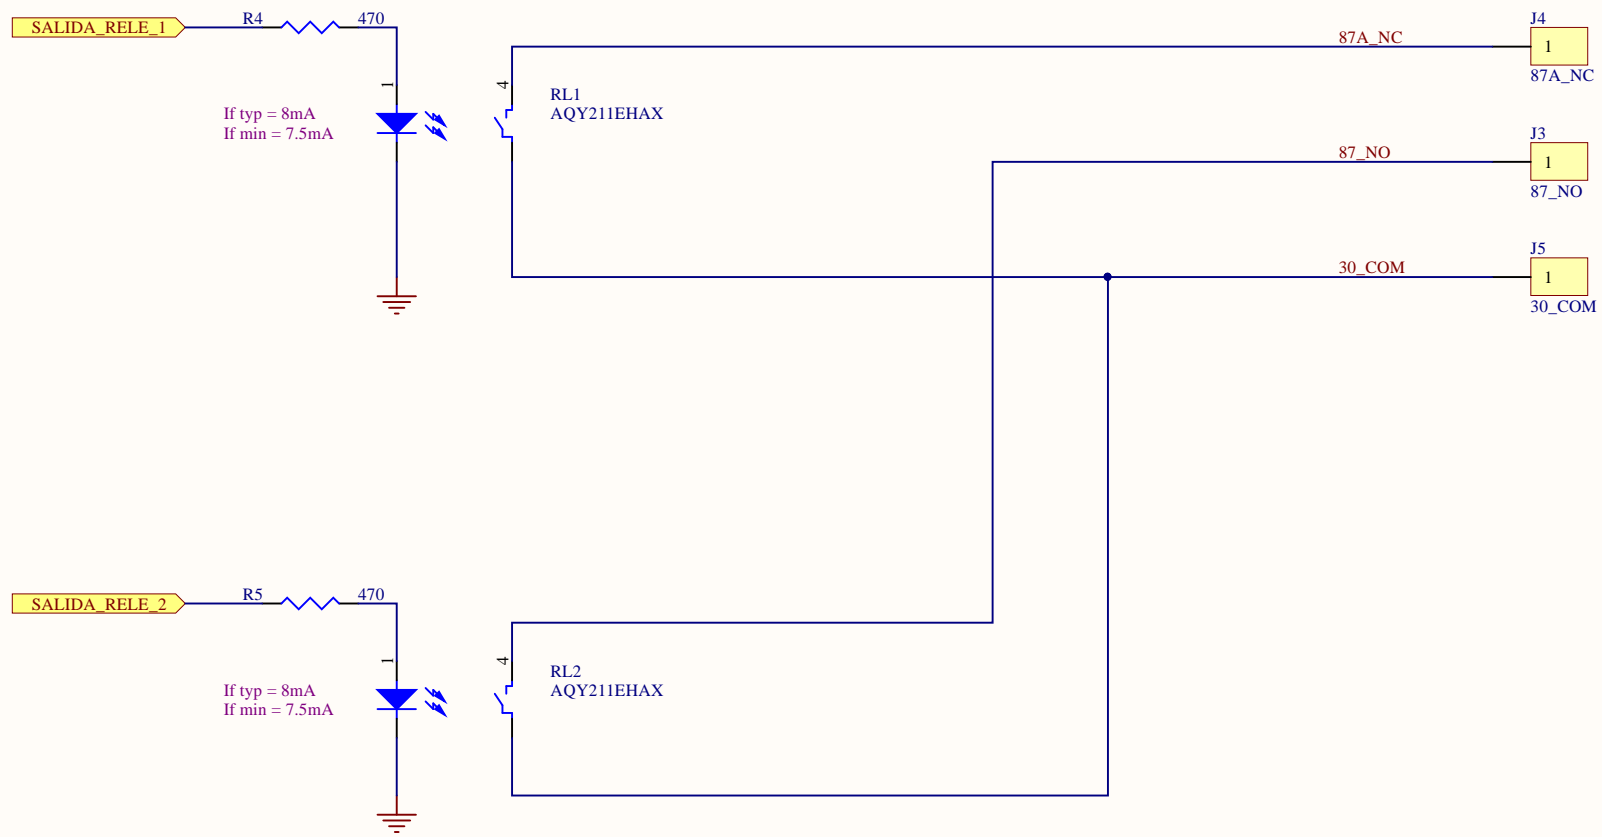 SALIDA_RELE_1
R4
470
1
4
If typ = 8mA
If min = 7.5mA
RL1
AQY211EHAX
87A_NC
J4
1
87A_NC
87_NO
J3
1
87_NO
30_COM
J5
1
30_COM
SALIDA_RELE_2
R5
470
1
4
If typ = 8mA
If min = 7.5mA
RL2
AQY211EHAX